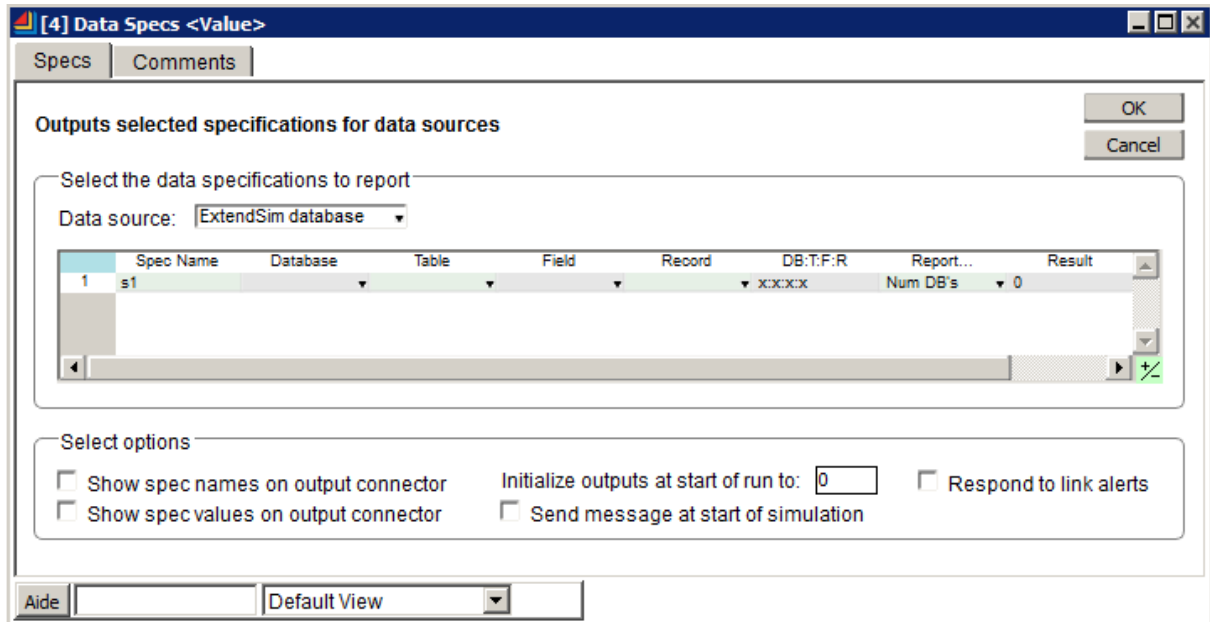 [4] Data Specs <Value>
Specs Comments
OK
Outputs selected specifications for data sources
Cancel
Select the data specifications to report
Data source: ExtendSim database
Spec Name Database Table Field Record DB:T:F:R Report... Result
1 s1 x:x:x:x Num DB's 0
+/-
Select options
Show spec names on output connector Initialize outputs at start of run to: 0 Respond to link alerts
Show spec values on output connector Send message at start of simulation
Aide Default View